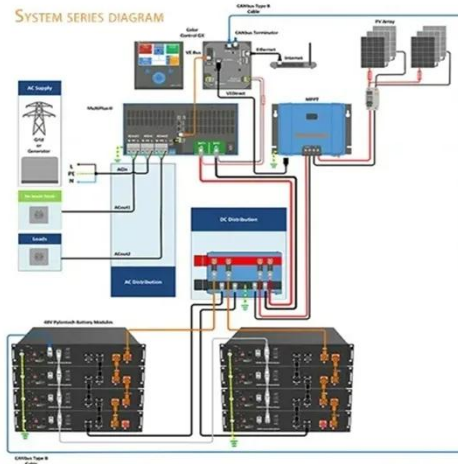 SYSTEM SERIES DIAGRAM
CANbus Type B
Cable
Color
Control GX
CANbus Terminator
PV Array
VE Bus
Ethernet
Internet
AC Supply
VEDirect
MultiPlus-II
MPPT
Grid
or
Generator
L
PE
N
ACin
ACout1
DC Distribution
Loads
ACout2
AC Distribution
48V Pylontech Battery Modules
CANbus Type B
Cable